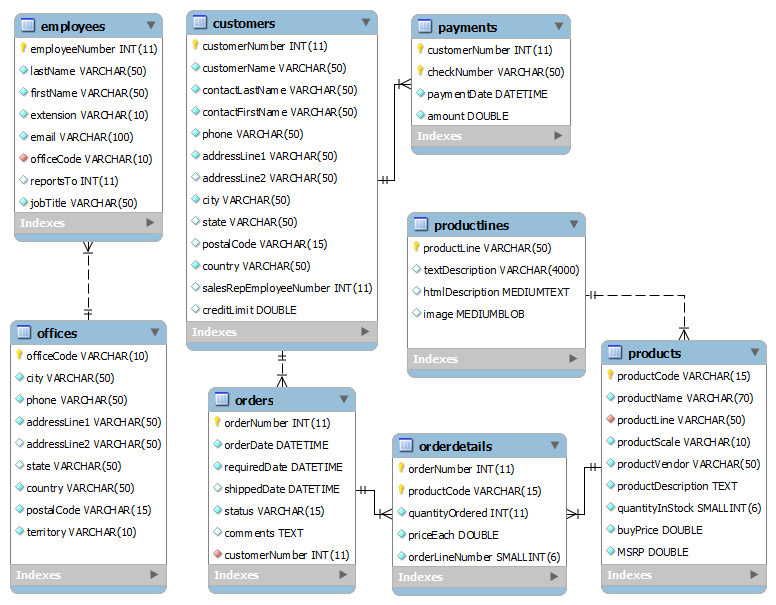 employees
employeeNumber INT(11)
lastName VARCHAR(50)
firstName VARCHAR(50)
extension VARCHAR(10)
email VARCHAR(100)
officeCode VARCHAR(10)
reportsTo INT(11)
jobTitle VARCHAR(50)
Indexes
customers
customerNumber INT(11)
customerName VARCHAR(50)
contactLastName VARCHAR(50)
contactFirstName VARCHAR(50)
phone VARCHAR(50)
addressLine1 VARCHAR(50)
addressLine2 VARCHAR(50)
city VARCHAR(50)
state VARCHAR(50)
postalCode VARCHAR(15)
country VARCHAR(50)
salesRepEmployeeNumber INT(11)
creditLimit DOUBLE
Indexes
payments
customerNumber INT(11)
checkNumber VARCHAR(50)
paymentDate DATETIME
amount DOUBLE
Indexes
productlines
productLine VARCHAR(50)
textDescription VARCHAR(4000)
htmlDescription MEDIUMTEXT
image MEDIUMBLOB
Indexes
offices
officeCode VARCHAR(10)
city VARCHAR(50)
phone VARCHAR(50)
addressLine1 VARCHAR(50)
addressLine2 VARCHAR(50)
state VARCHAR(50)
country VARCHAR(50)
postalCode VARCHAR(15)
territory VARCHAR(10)
Indexes
orders
orderNumber INT(11)
orderDate DATETIME
requiredDate DATETIME
shippedDate DATETIME
status VARCHAR(15)
comments TEXT
customerNumber INT(11)
Indexes
orderdetails
orderNumber INT(11)
productCode VARCHAR(15)
quantityOrdered INT(11)
priceEach DOUBLE
orderLineNumber SMALLINT(6)
Indexes
products
productCode VARCHAR(15)
productName VARCHAR(70)
productLine VARCHAR(50)
productScale VARCHAR(10)
productVendor VARCHAR(50)
productDescription TEXT
quantityInStock SMALLINT(6)
buyPrice DOUBLE
MSRP DOUBLE
Indexes